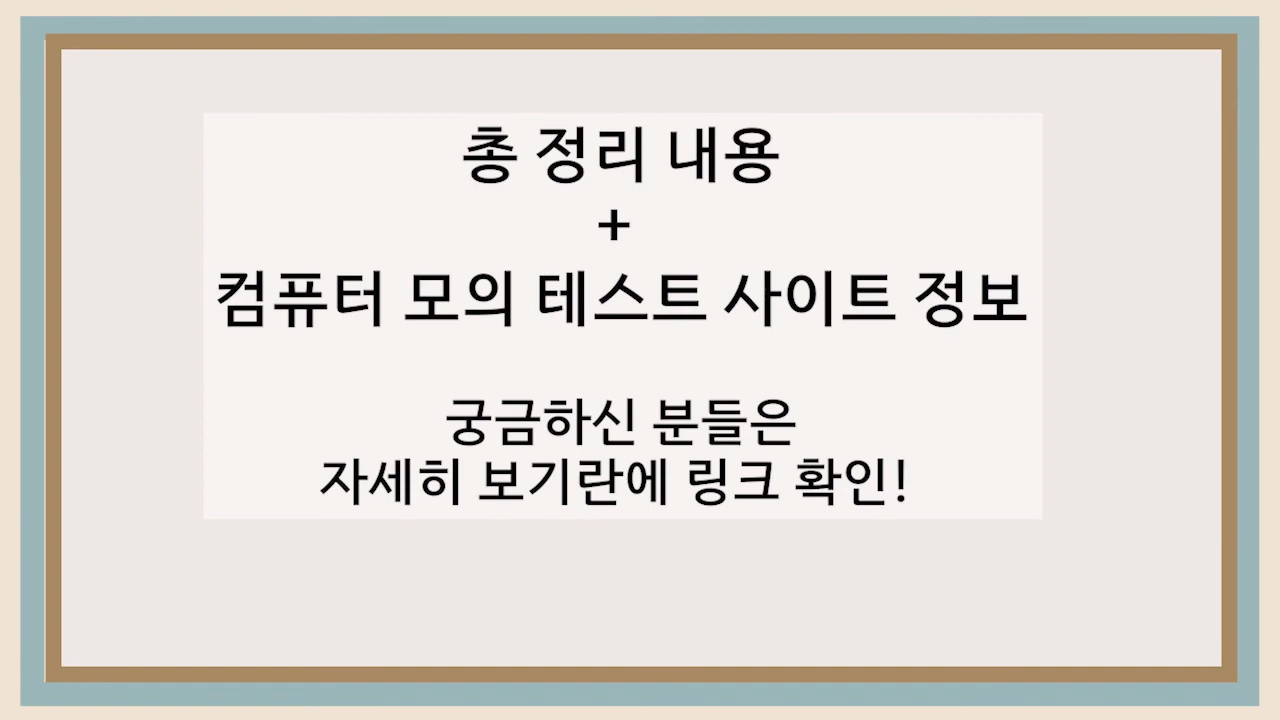 총 정리 내용
+
컴퓨터 모의 테스트 사이트 정보
궁금하신 분들은
자세히 보기란에 링크 확인!